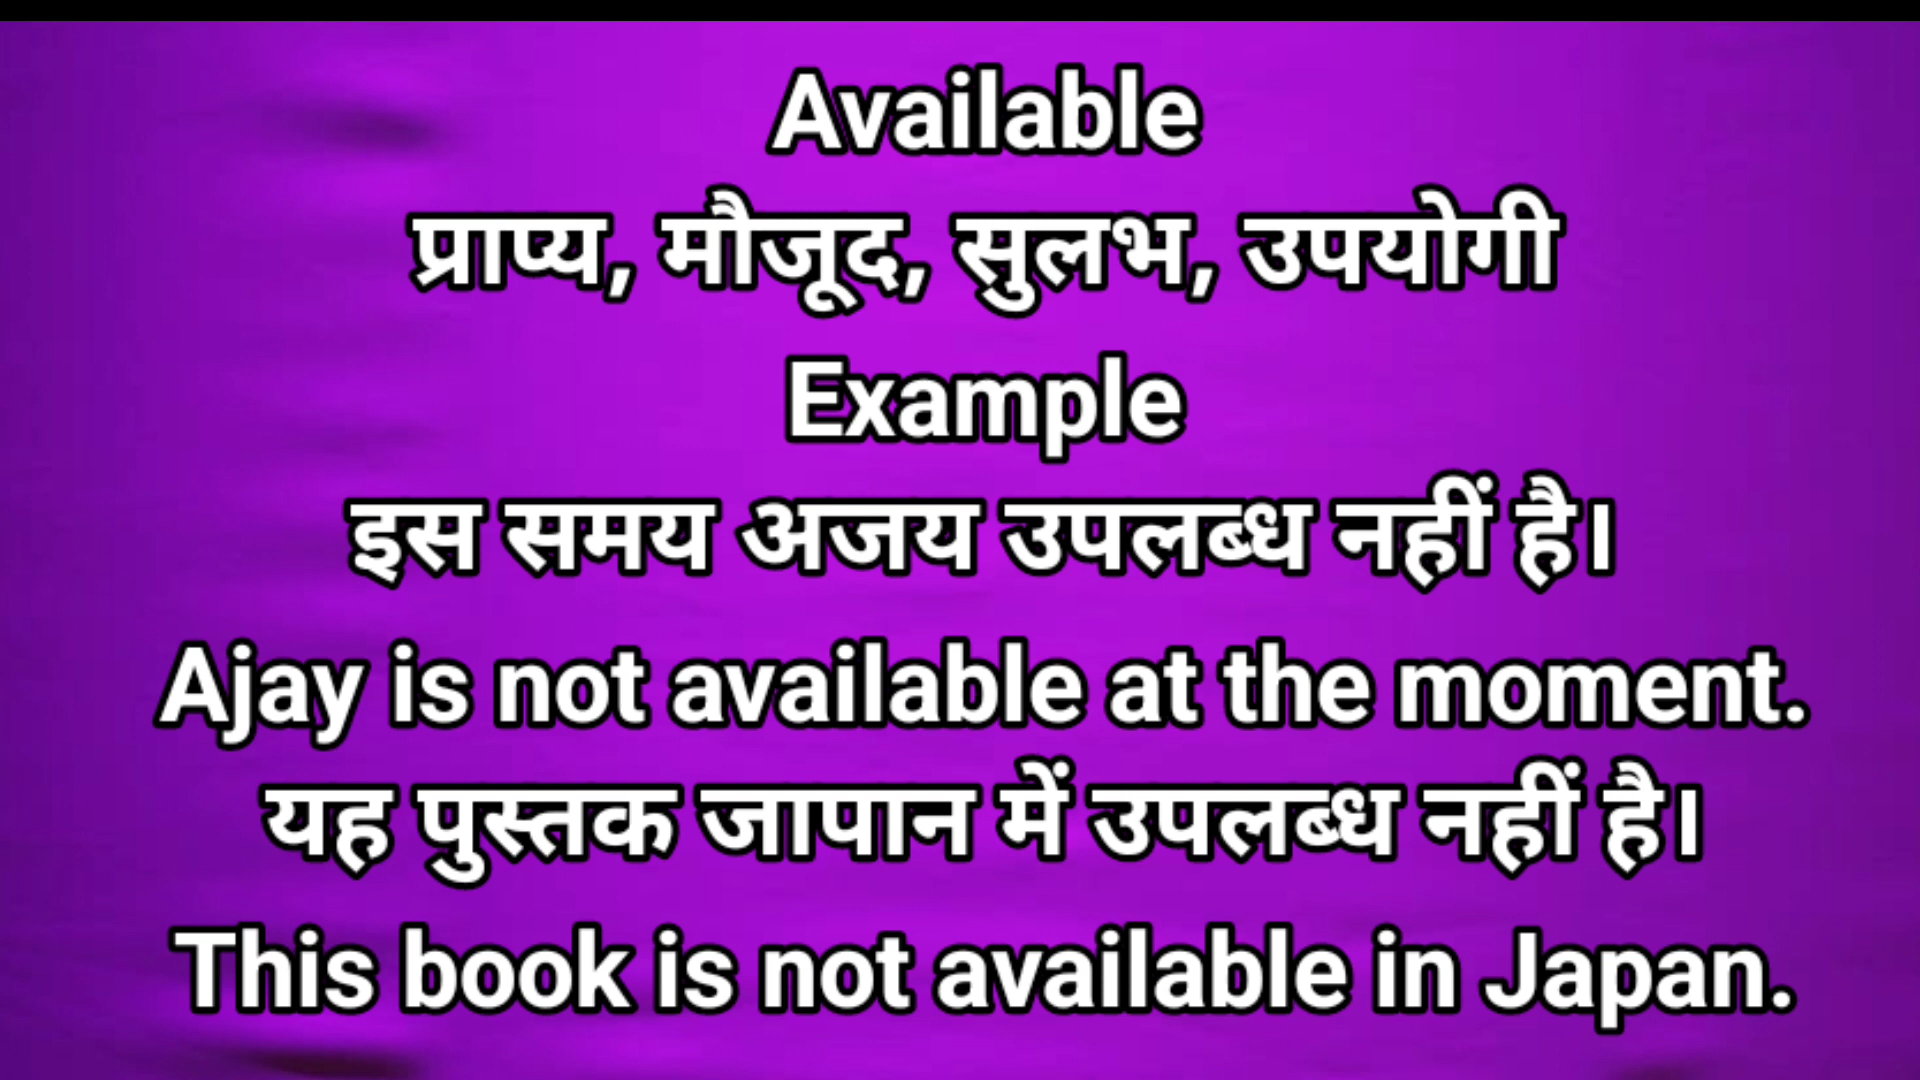 Available
प्राप्य, मौजूद, सुलभ, उपयोगी
Example
इस समय अजय उपलब्ध नहीं है।
Ajay is not available at the moment.
यह पुस्तक जापान में उपलब्ध नहीं है।
This book is not available in Japan.